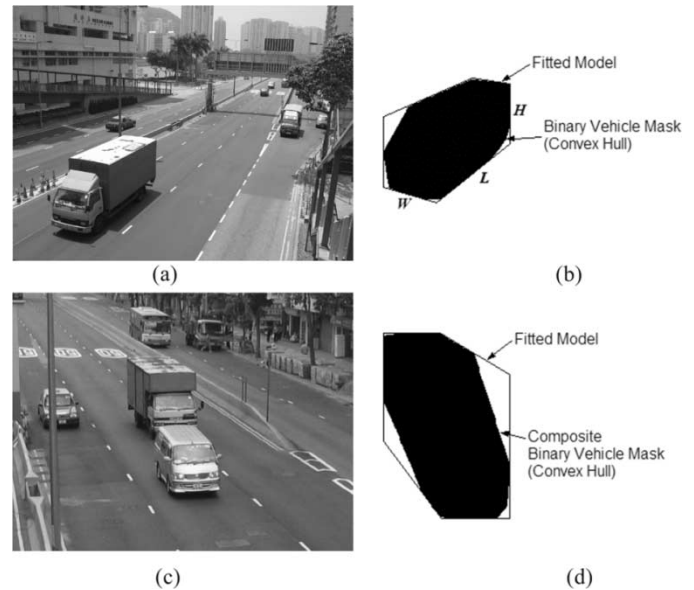 Fitted Model
H
Binary Vehicle Mask
(Convex Hull)
L
W
(a)
(b)
Fitted Model
Composite
Binary Vehicle Mask
(Convex Hull)
(c)
(d)